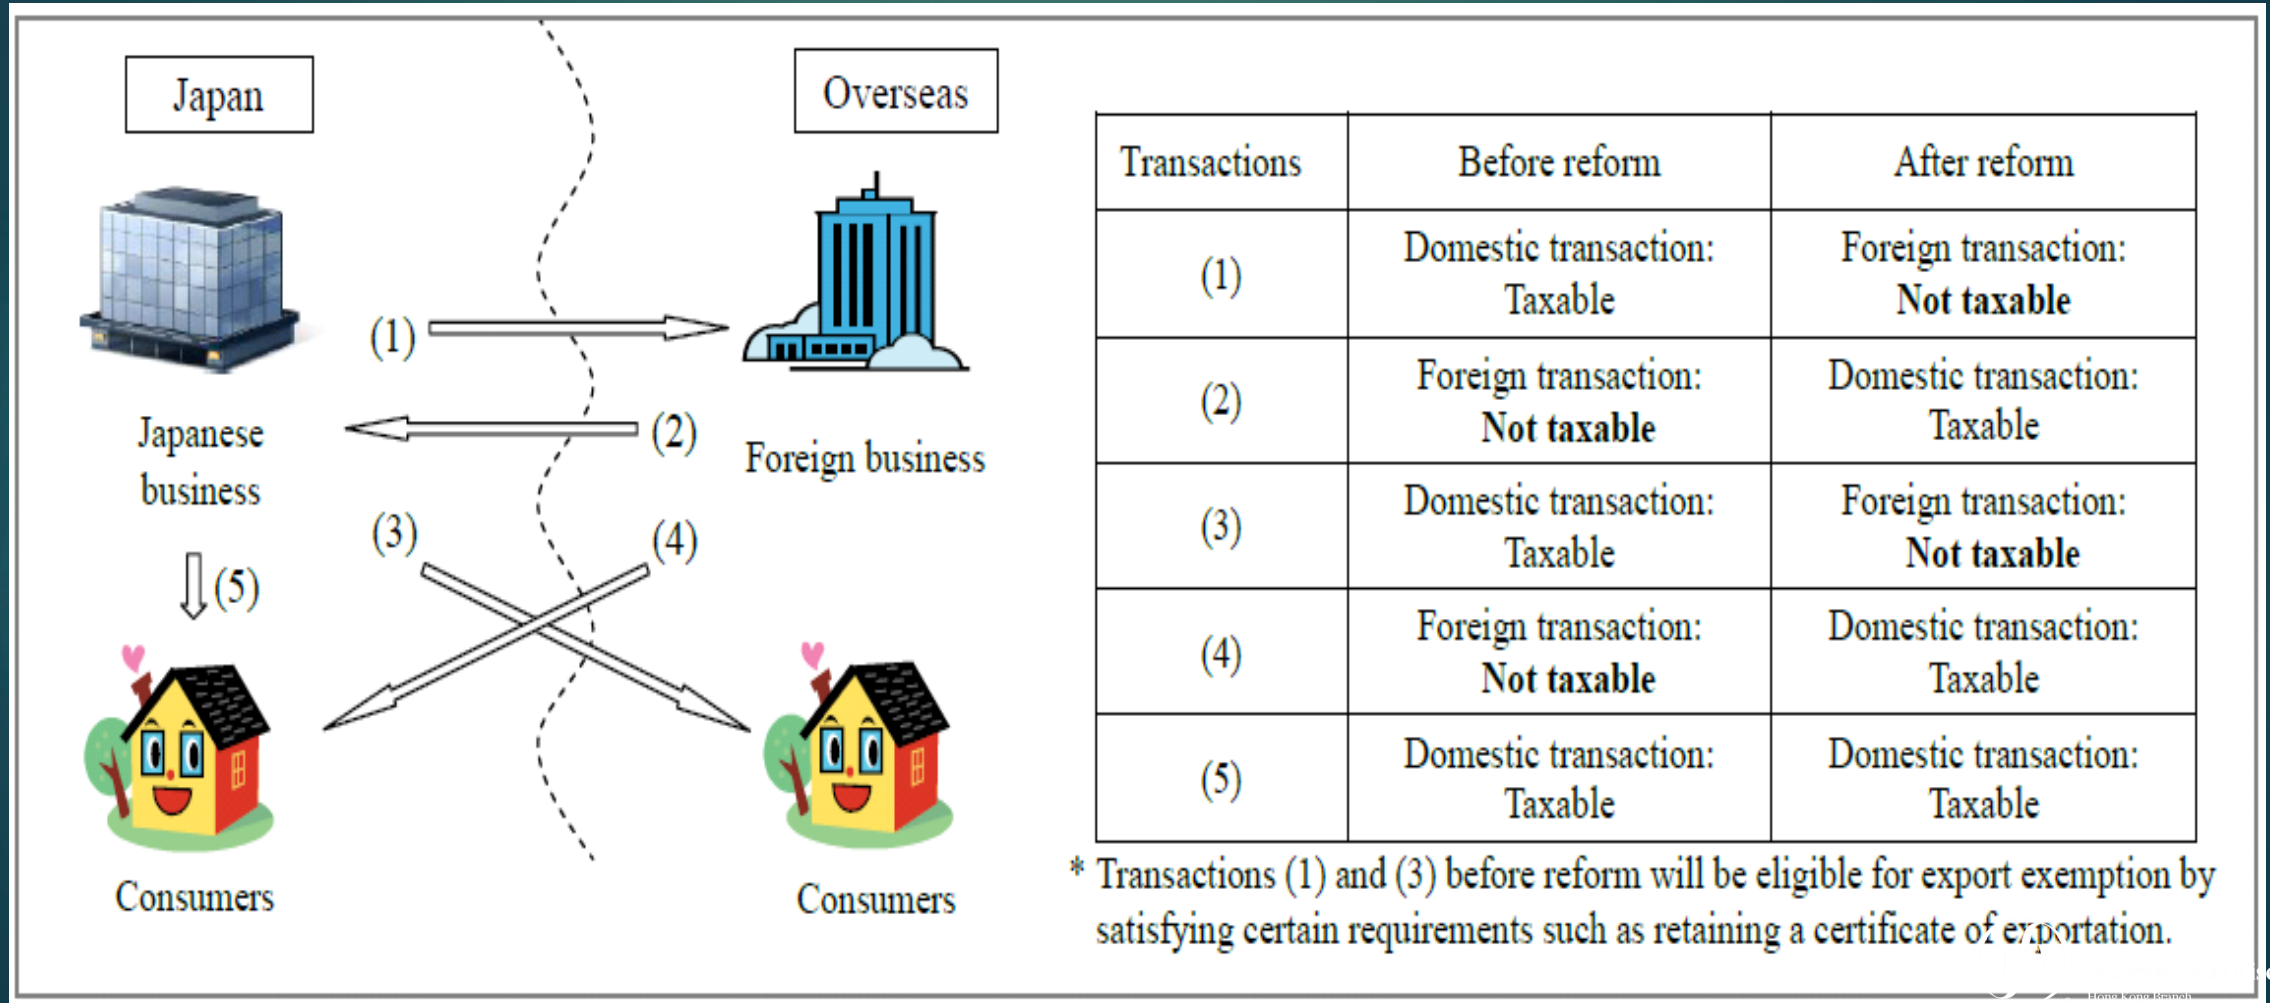 Japan
Overseas
(1)
(2)
Japanese
business
Foreign business
(3)
(4)
(5)
Consumers
Consumers
Transactions Before reform After reform
(1) Domestic transaction: Taxable Foreign transaction: Not taxable
(2) Foreign transaction: Not taxable Domestic transaction: Taxable
(3) Domestic transaction: Taxable Foreign transaction: Not taxable
(4) Foreign transaction: Not taxable Domestic transaction: Taxable
(5) Domestic transaction: Taxable Domestic transaction: Taxable
* Transactions (1) and (3) before reform will be eligible for export exemption by
satisfying certain requirements such as retaining a certificate of exportation.
Hong Kong Branch